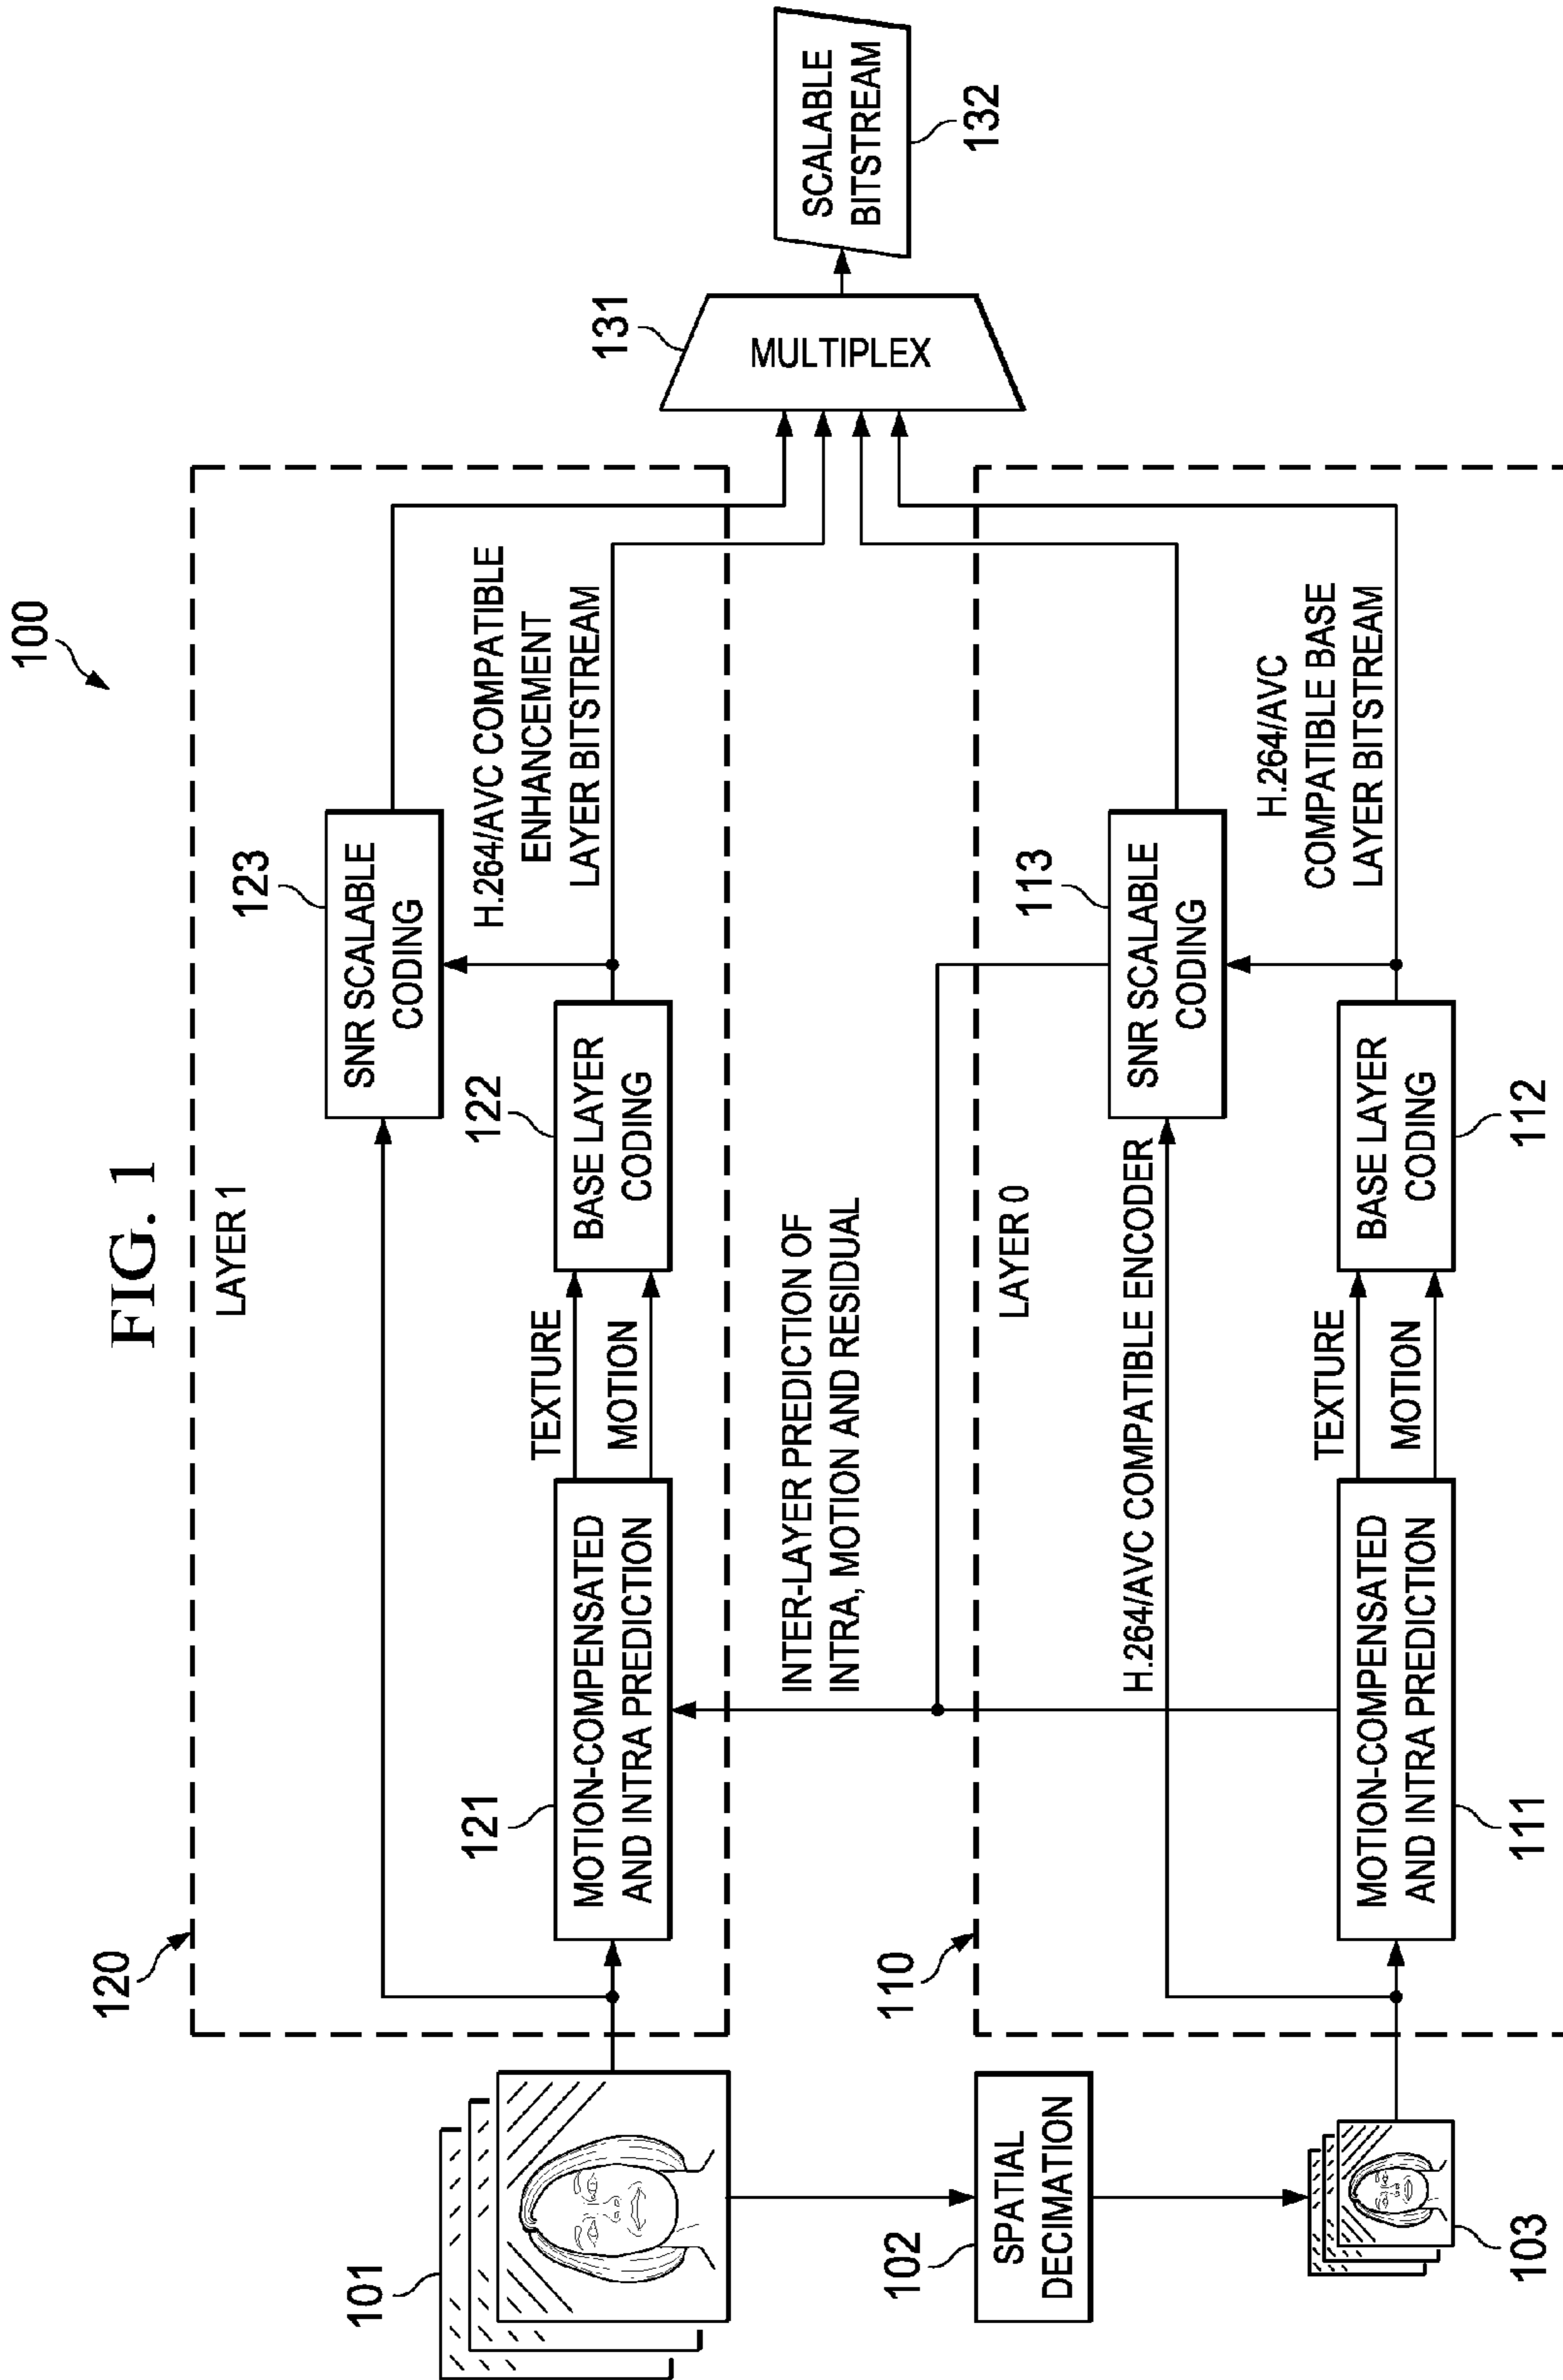 FIG. 1
100
120
LAYER 1
123
SNR SCALABLE
CODING
H.264/AVC COMPATIBLE
ENHANCEMENT
LAYER BITSTREAM
101
121
MOTION-COMPENSATED
AND INTRA PREDICTION
TEXTURE
MOTION
122
BASE LAYER
CODING
131
MULTIPLEX
SCALABLE
BITSTREAM
132
INTER-LAYER PREDICTION OF
INTRA, MOTION AND RESIDUAL
102
SPATIAL
DECIMATION
110
LAYER 0
H.264/AVC COMPATIBLE ENCODER
113
SNR SCALABLE
CODING
H.264/AVC
COMPATIBLE BASE
LAYER BITSTREAM
103
MOTION-COMPENSATED
AND INTRA PREDICTION
111
TEXTURE
MOTION
BASE LAYER
CODING
112